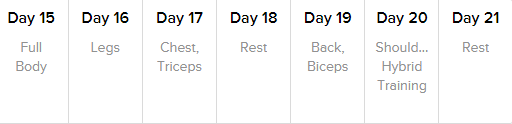 Day 15 Day 16 Day 17 Day 18 Day 19 Day 20 Day 21
Full Legs Chest, Rest Back, Should... Rest
Body Triceps Biceps Hybrid
Training